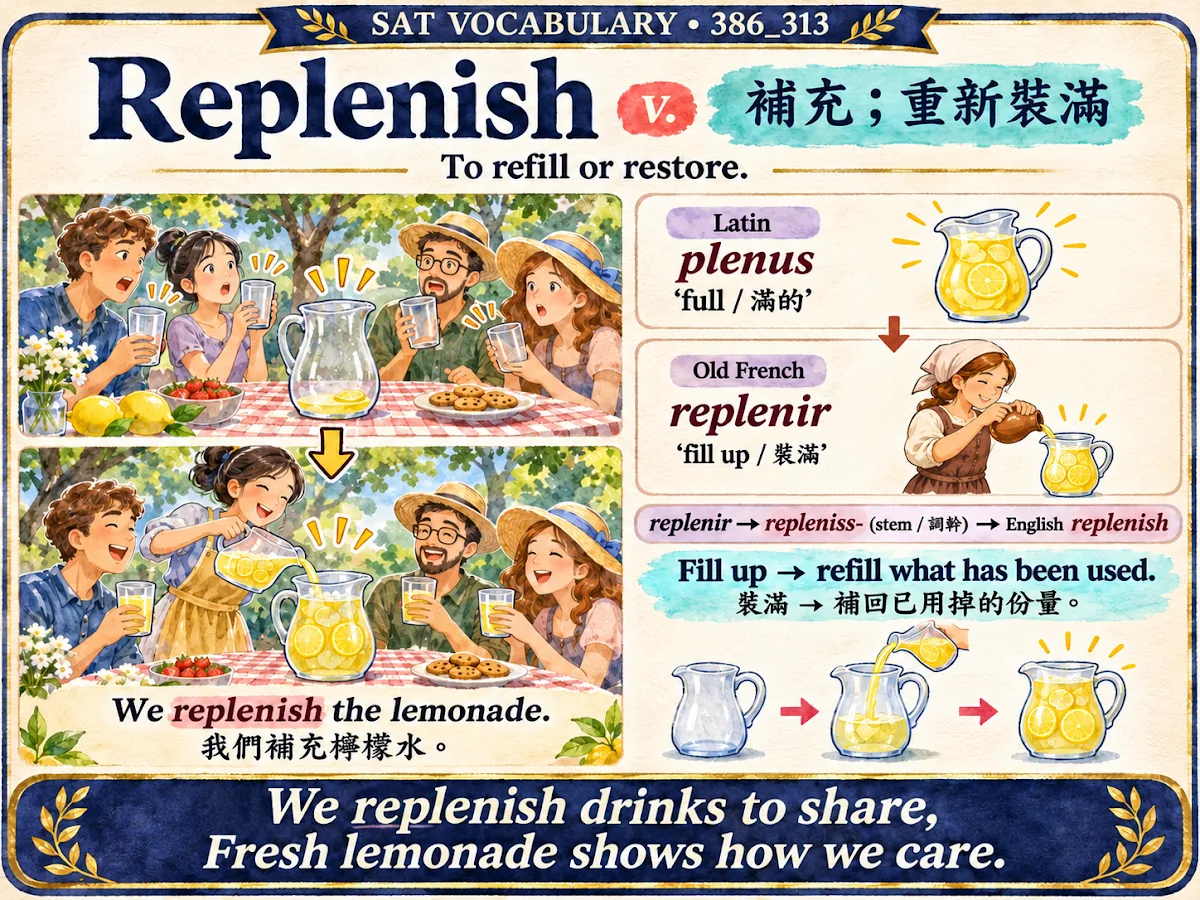 SAT VOCABULARY • 386_313
Replenish v. 補充；重新裝滿
To refill or restore.
Latin
plenus
‘full / 滿的’
Old French
replenir
‘fill up / 裝滿’
replenir → repleniss- (stem / 詞幹) → English replenish
Fill up → refill what has been used.
裝滿 → 補回已用掉的份量。
We replenish the lemonade.
我們補充檸檬水。
We replenish drinks to share,
Fresh lemonade shows how we care.